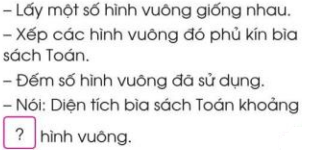 – Lấy một số hình vuông giống nhau.
– Xếp các hình vuông đó phủ kín bìa
sách Toán.
– Đếm số hình vuông đã sử dụng.
– Nói: Diện tích bìa sách Toán khoảng
? hình vuông.